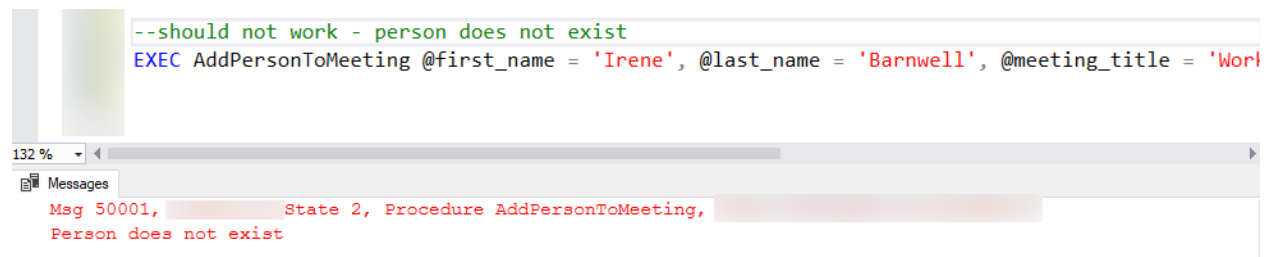 --should not work - person does not exist
EXEC AddPersonToMeeting @first_name = 'Irene', @last_name = 'Barnwell', @meeting_title = 'Work
132 %
Messages
Msg 50001, State 2, Procedure AddPersonToMeeting,
Person does not exist